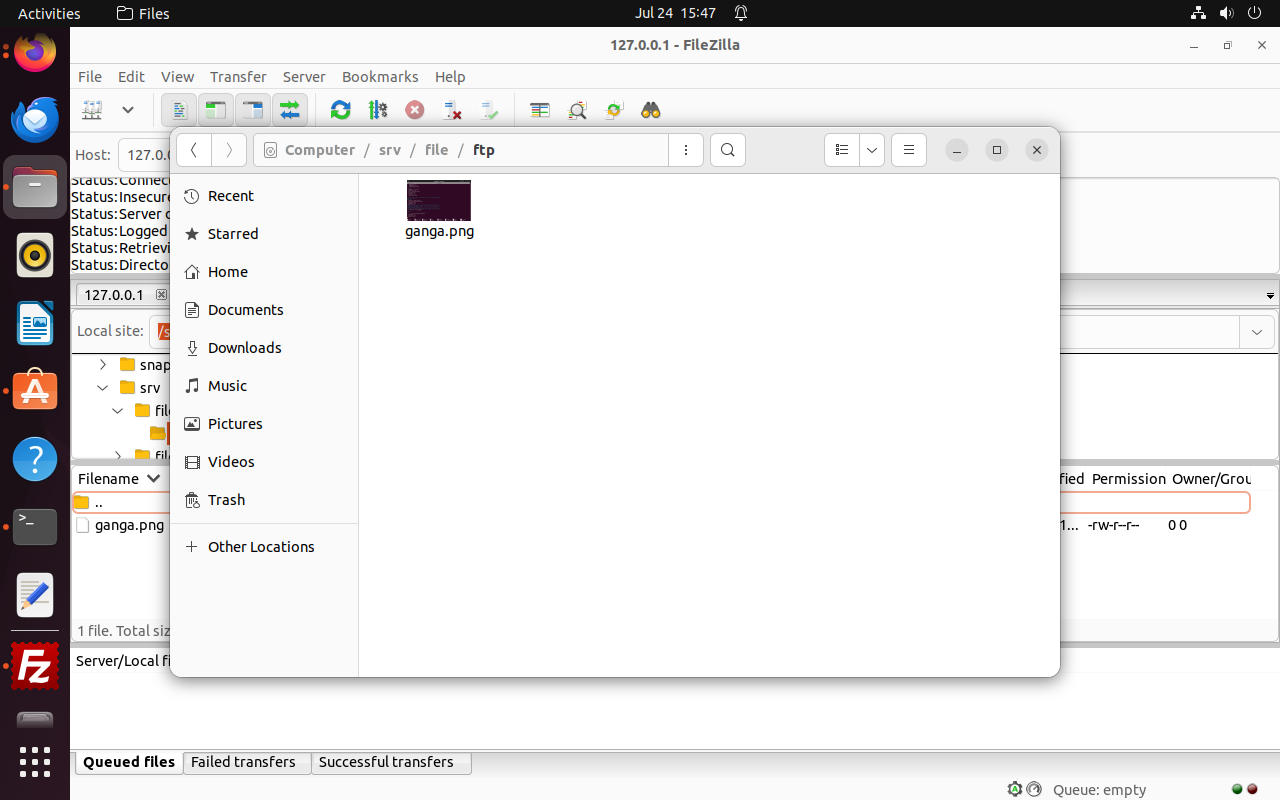 Activities
Files
Jul 24 15:47
127.0.0.1 - FileZilla
File Edit View Transfer Server Bookmarks Help
Host: 127.0.
Computer / srv / file / ftp
Status: Connec
Status: Insecure
Status: Server
Status: Logged
Status: Retrievi
Status: Directo
Recent
Starred
Home
Documents
Downloads
Music
Pictures
Videos
Trash
Other Locations
ganga.png
127.0.0.1
Local site: /s
snap
srv
file
Filename
..
ganga.png
1 file. Total siz
fied Permission Owner/Grou
1... -rw-r--r-- 0 0
Server/Local fi
Queued files Failed transfers Successful transfers
Queue: empty